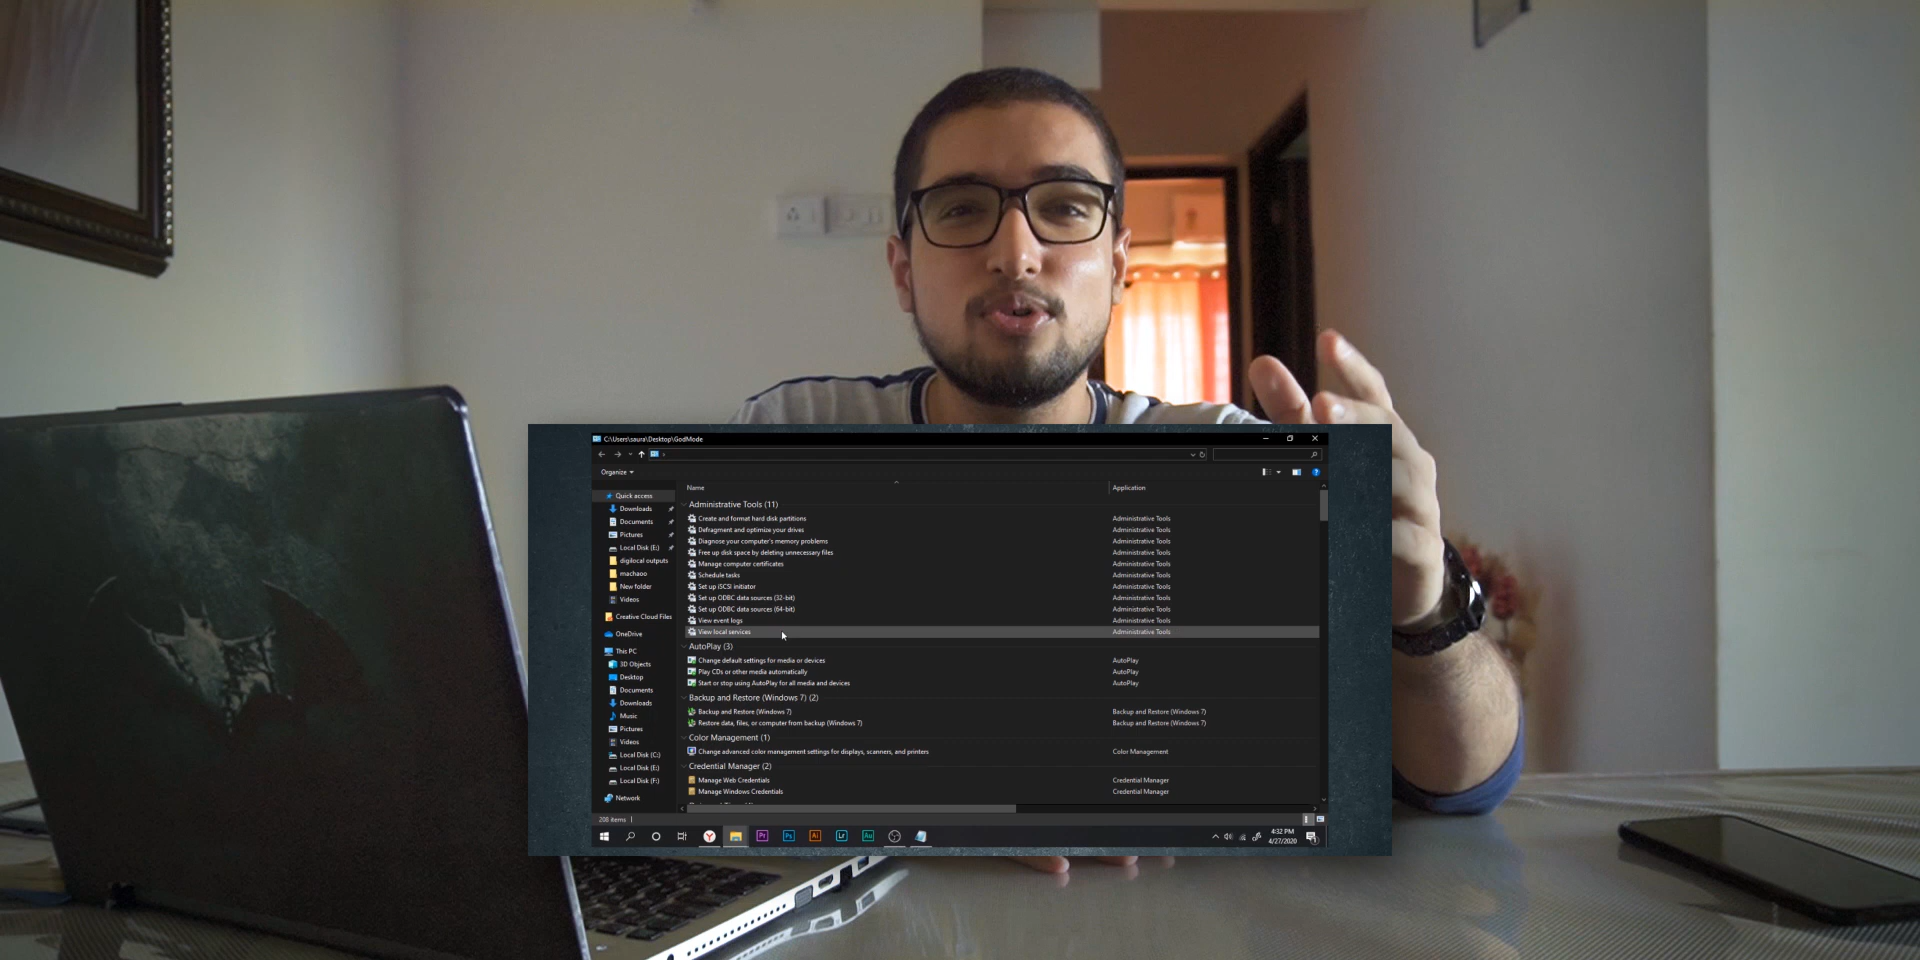 C:\Users\saura\Desktop\GodMode
Organize
Name
Application
Quick access
Downloads
Documents
Pictures
Local Disk (E:)
digilocal outputs
machaoo
New folder
Videos
Creative Cloud Files
OneDrive
This PC
3D Objects
Desktop
Documents
Downloads
Music
Pictures
Videos
Local Disk (C:)
Local Disk (E:)
Local Disk (F:)
Network
Administrative Tools (11)
Create and format hard disk partitions Administrative Tools
Defragment and optimize your drives Administrative Tools
Diagnose your computer's memory problems Administrative Tools
Free up disk space by deleting unnecessary files Administrative Tools
Manage computer certificates Administrative Tools
Schedule tasks Administrative Tools
Set up iSCSI initiator Administrative Tools
Set up ODBC data sources (32-bit) Administrative Tools
Set up ODBC data sources (64-bit) Administrative Tools
View event logs Administrative Tools
View local services Administrative Tools
AutoPlay (3)
Change default settings for media or devices AutoPlay
Play CDs or other media automatically AutoPlay
Start or stop using AutoPlay for all media and devices AutoPlay
Backup and Restore (Windows 7) (2)
Backup and Restore (Windows 7) Backup and Restore (Windows 7)
Restore data, files, or computer from backup (Windows 7) Backup and Restore (Windows 7)
Color Management (1)
Change advanced color management settings for displays, scanners, and printers Color Management
Credential Manager (2)
Manage Web Credentials Credential Manager
Manage Windows Credentials Credential Manager
208 items
Pr Ps Ai Lr Au
4:32 PM
4/27/2020